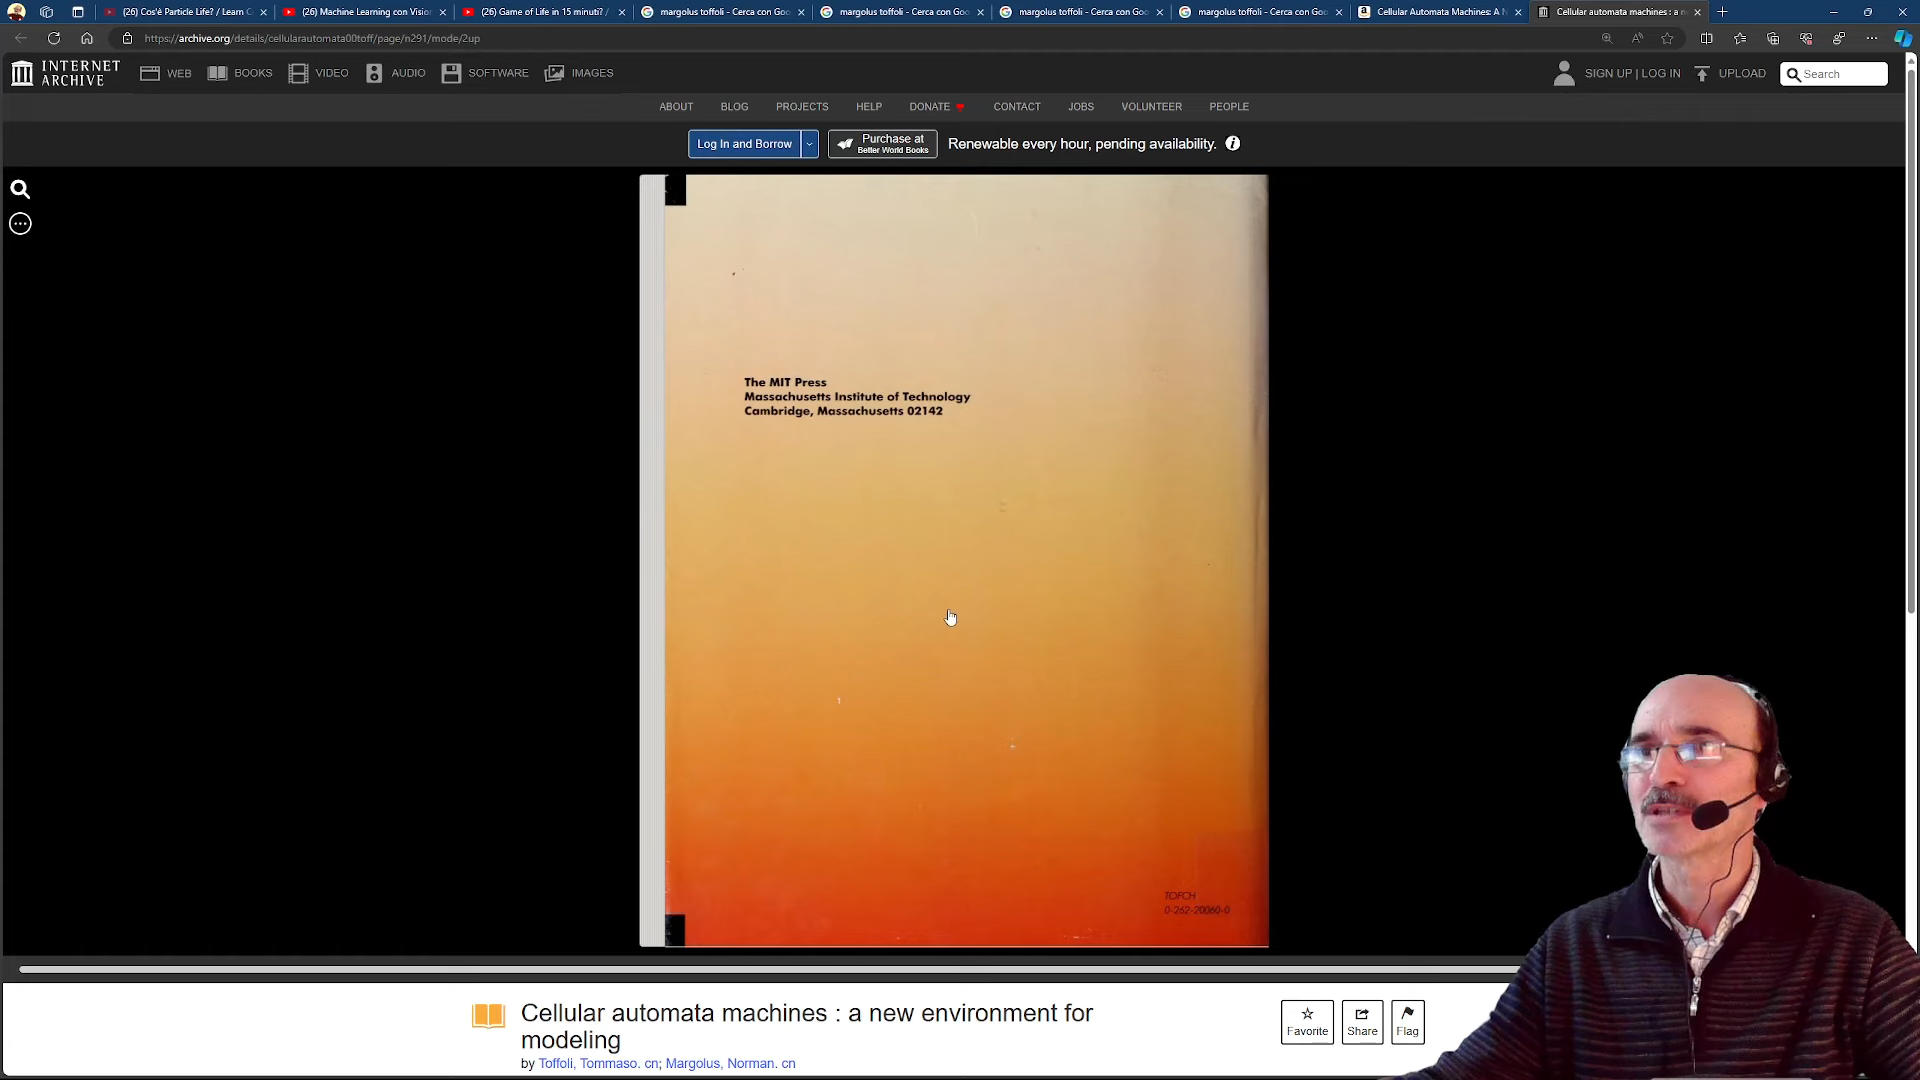 (26) Cos'è Particle Life? / Learn C
(26) Machine Learning con Visio
(26) Game of Life in 15 minuti? /
margolus toffoli - Cerca con Goo
margolus toffoli - Cerca con Goo
margolus toffoli - Cerca con Goo
margolus toffoli - Cerca con Goo
Cellular Automata Machines: A N
Cellular automata machines : a n
https://archive.org/details/cellularautomata00toff/page/n291/mode/2up
INTERNET ARCHIVE
WEB
BOOKS
VIDEO
AUDIO
SOFTWARE
IMAGES
SIGN UP | LOG IN
UPLOAD
Search
ABOUT
BLOG
PROJECTS
HELP
DONATE
CONTACT
JOBS
VOLUNTEER
PEOPLE
Log In and Borrow
Purchase at
Better World Books
Renewable every hour, pending availability.
The MIT Press
Massachusetts Institute of Technology
Cambridge, Massachusetts 02142
TOFCH
0-262-20060-0
Cellular automata machines : a new environment for
modeling
by Toffoli, Tommaso. cn; Margolus, Norman. cn
Favorite
Share
Flag